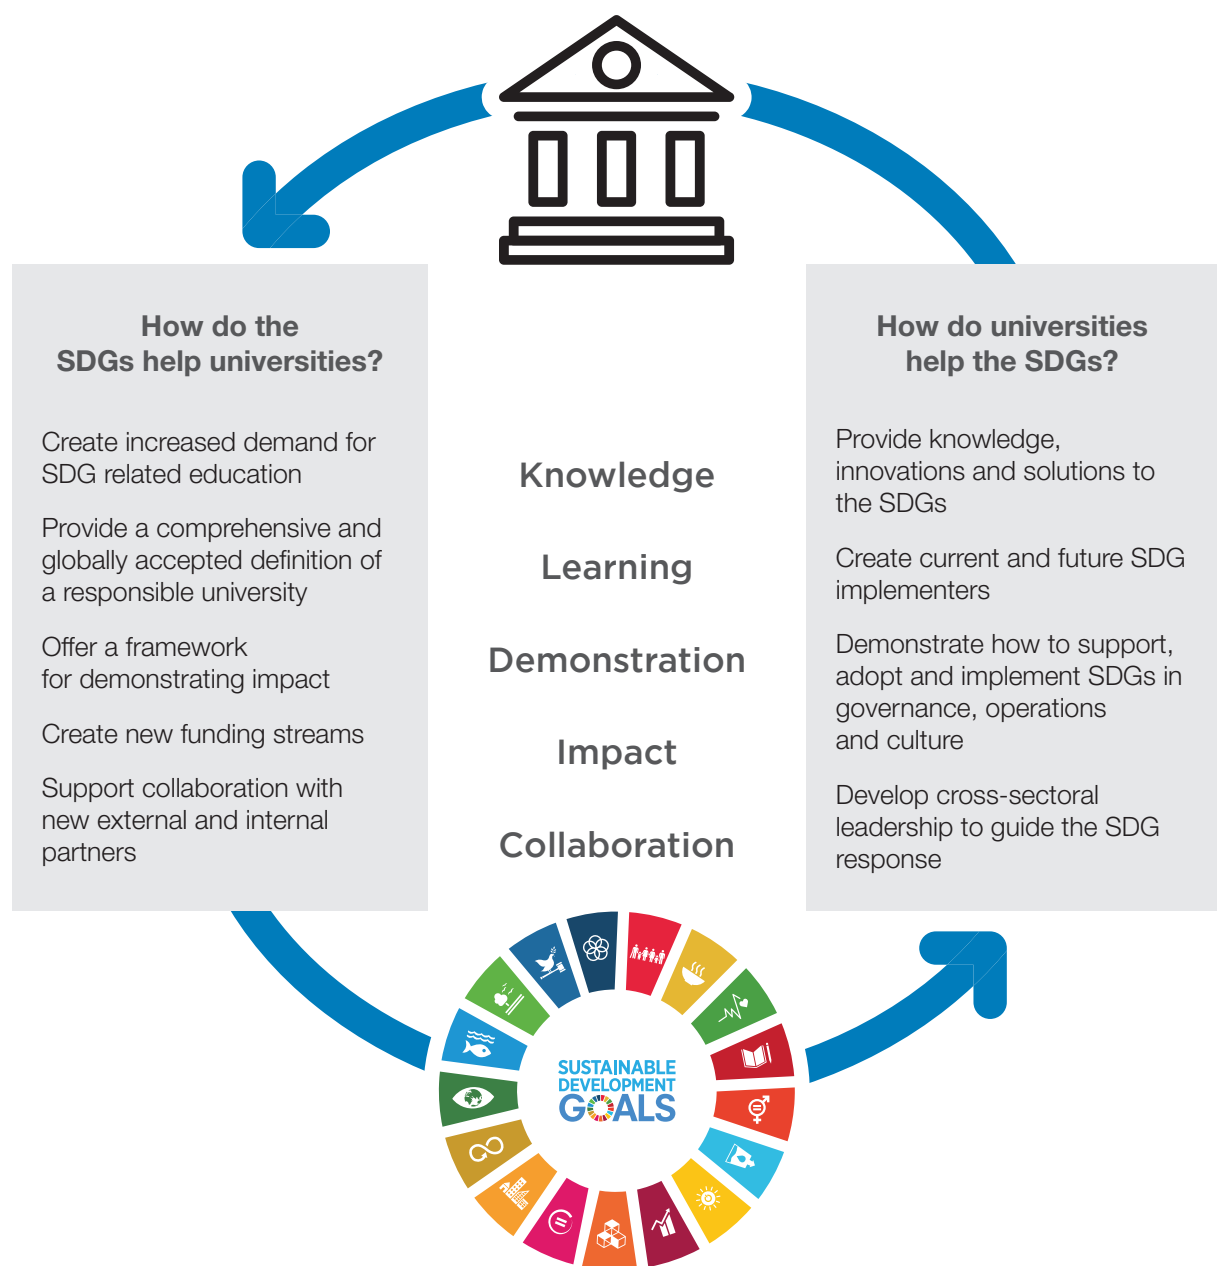 How do the
SDGs help universities?
Create increased demand for
SDG related education
Provide a comprehensive and
globally accepted definition of
a responsible university
Offer a framework
for demonstrating impact
Create new funding streams
Support collaboration with
new external and internal
partners
Knowledge
Learning
Demonstration
Impact
Collaboration
How do universities
help the SDGs?
Provide knowledge,
innovations and solutions to
the SDGs
Create current and future SDG
implementers
Demonstrate how to support,
adopt and implement SDGs in
governance, operations
and culture
Develop cross-sectoral
leadership to guide the SDG
response
SUSTAINABLE
DEVELOPMENT
GOALS